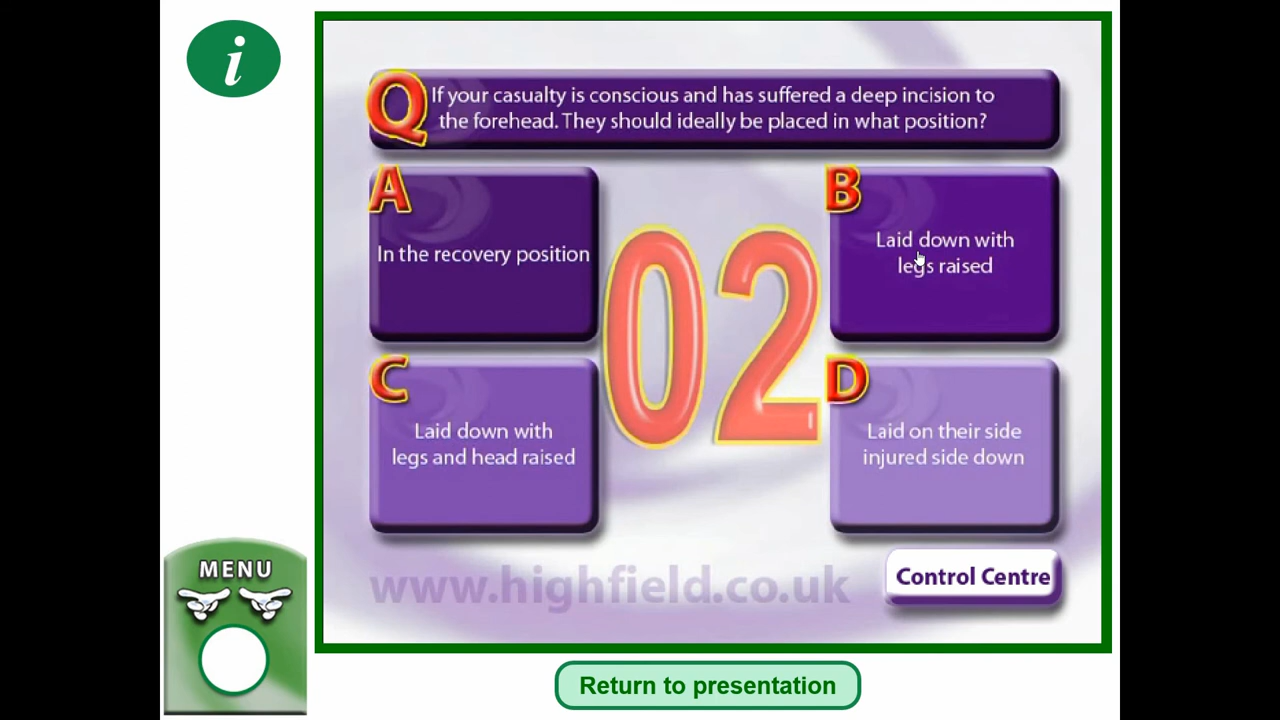 i
Q
If your casualty is conscious and has suffered a deep incision to
the forehead. They should ideally be placed in what position?
A
In the recovery position
B
Laid down with
legs raised
02
C
Laid down with
legs and head raised
D
Laid on their side
injured side down
www.highfield.co.uk
Control Centre
MENU
Return to presentation